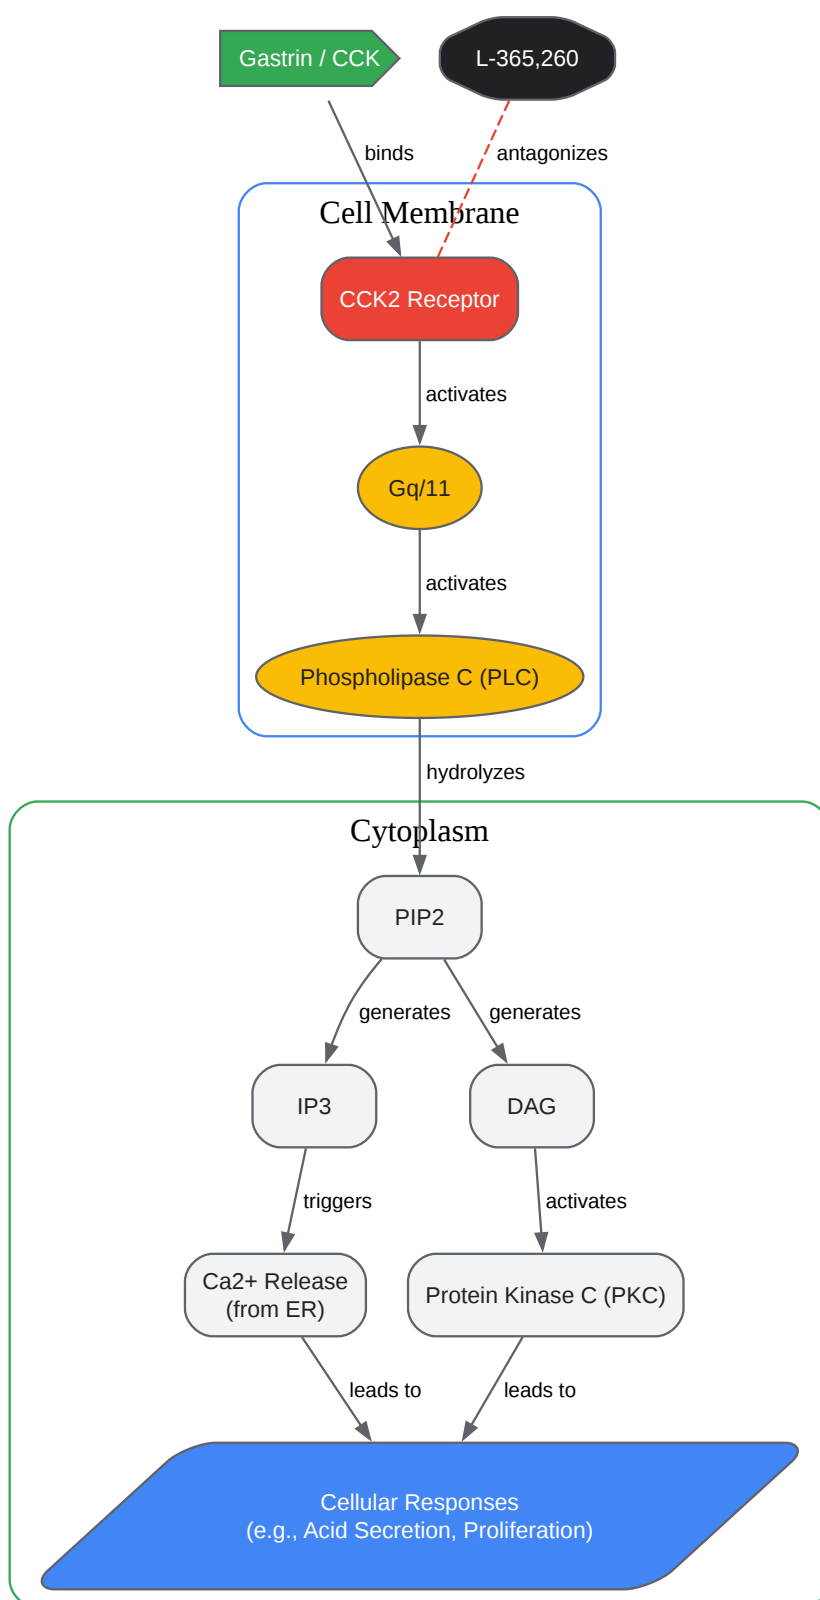 Gastrin / CCK
L-365,260
binds
antagonizes
Cell Membrane
CCK2 Receptor
activates
Gq/11
activates
Phospholipase C (PLC)
hydrolyzes
Cytoplasm
PIP2
generates
generates
IP3
DAG
triggers
activates
Ca2+ Release
(from ER)
Protein Kinase C (PKC)
leads to
leads to
Cellular Responses
(e.g., Acid Secretion, Proliferation)